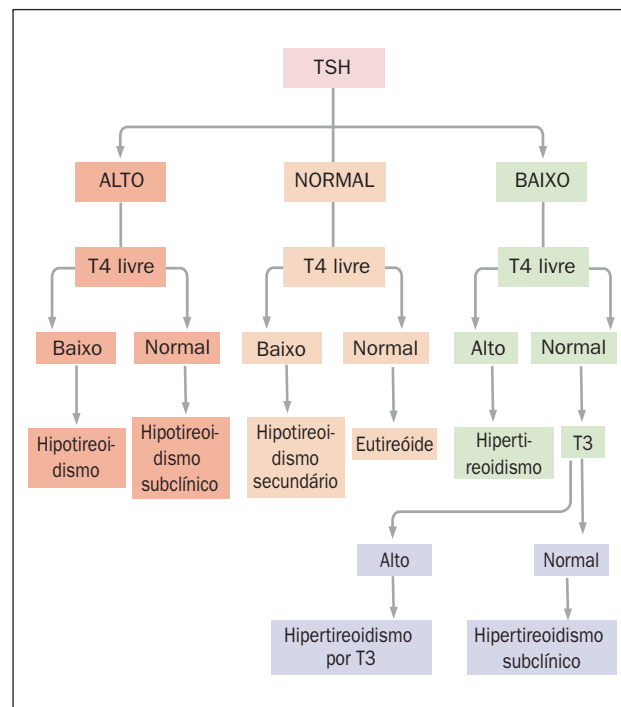 TSH
ALTO
NORMAL
BAIXO
T4 livre
T4 livre
T4 livre
Baixo
Normal
Baixo
Normal
Alto
Normal
Hipotireoi-
dismo
Hipotireoi-
dismo
subclínico
Hipotireoi-
dismo
secundário
Eutireóide
Hiperti-
reoidismo
T3
Alto
Normal
Hipertireoidismo
por T3
Hipertireoidismo
subclínico